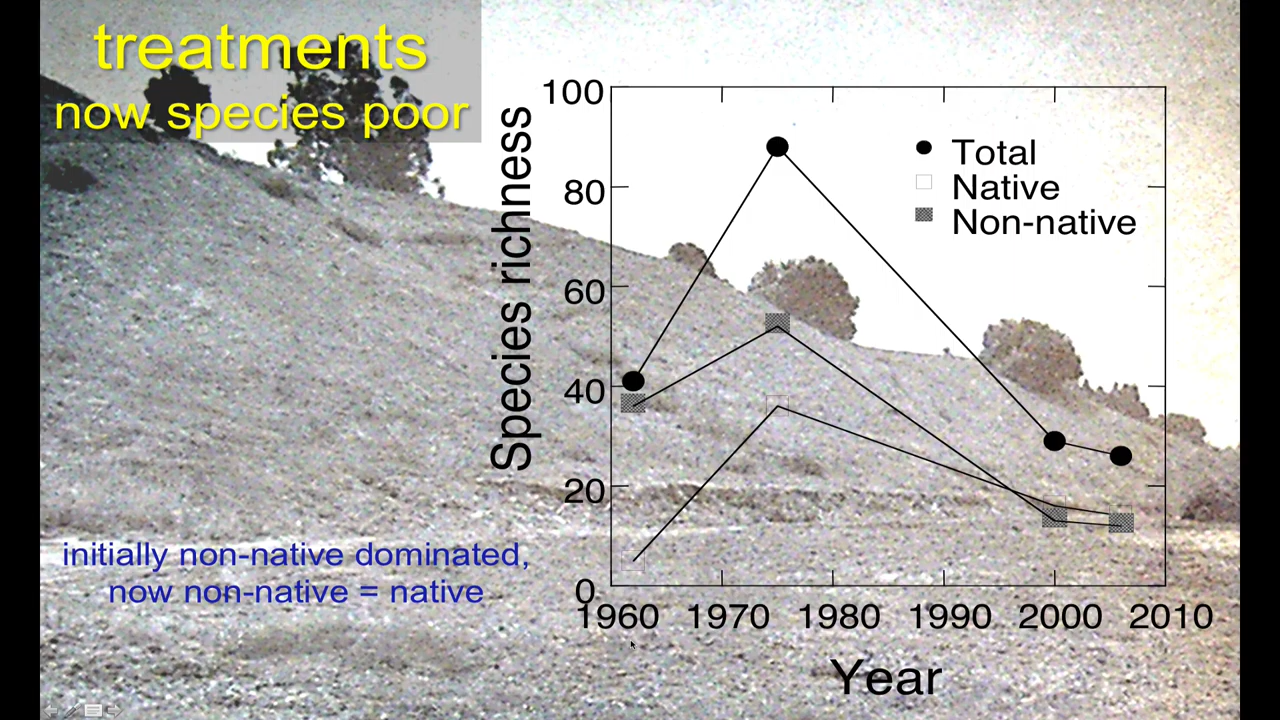 treatments
now species poor
Species richness
100
80
60
40
20
0
Total
Native
Non-native
1960 1970 1980 1990 2000 2010
Year
initially non-native dominated,
now non-native = native